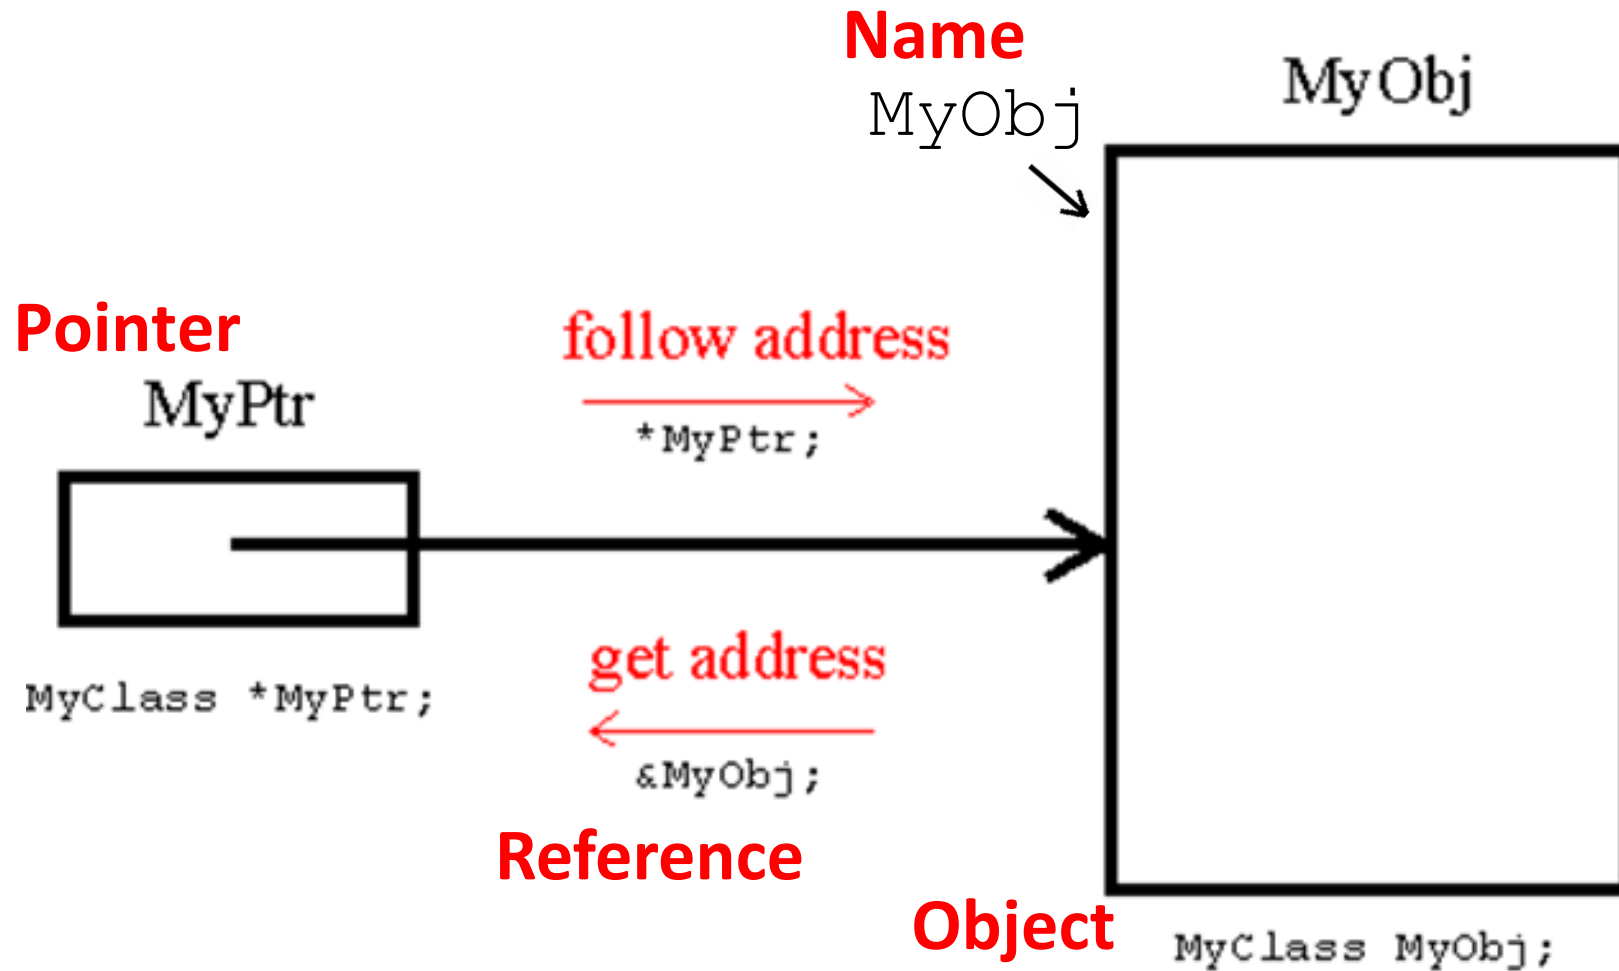 Name
MyObj
MyObj
Pointer
MyPtr
follow address
*MyPtr;
MyClass *MyPtr;
get address
&MyObj;
Reference
Object
MyClass MyObj;